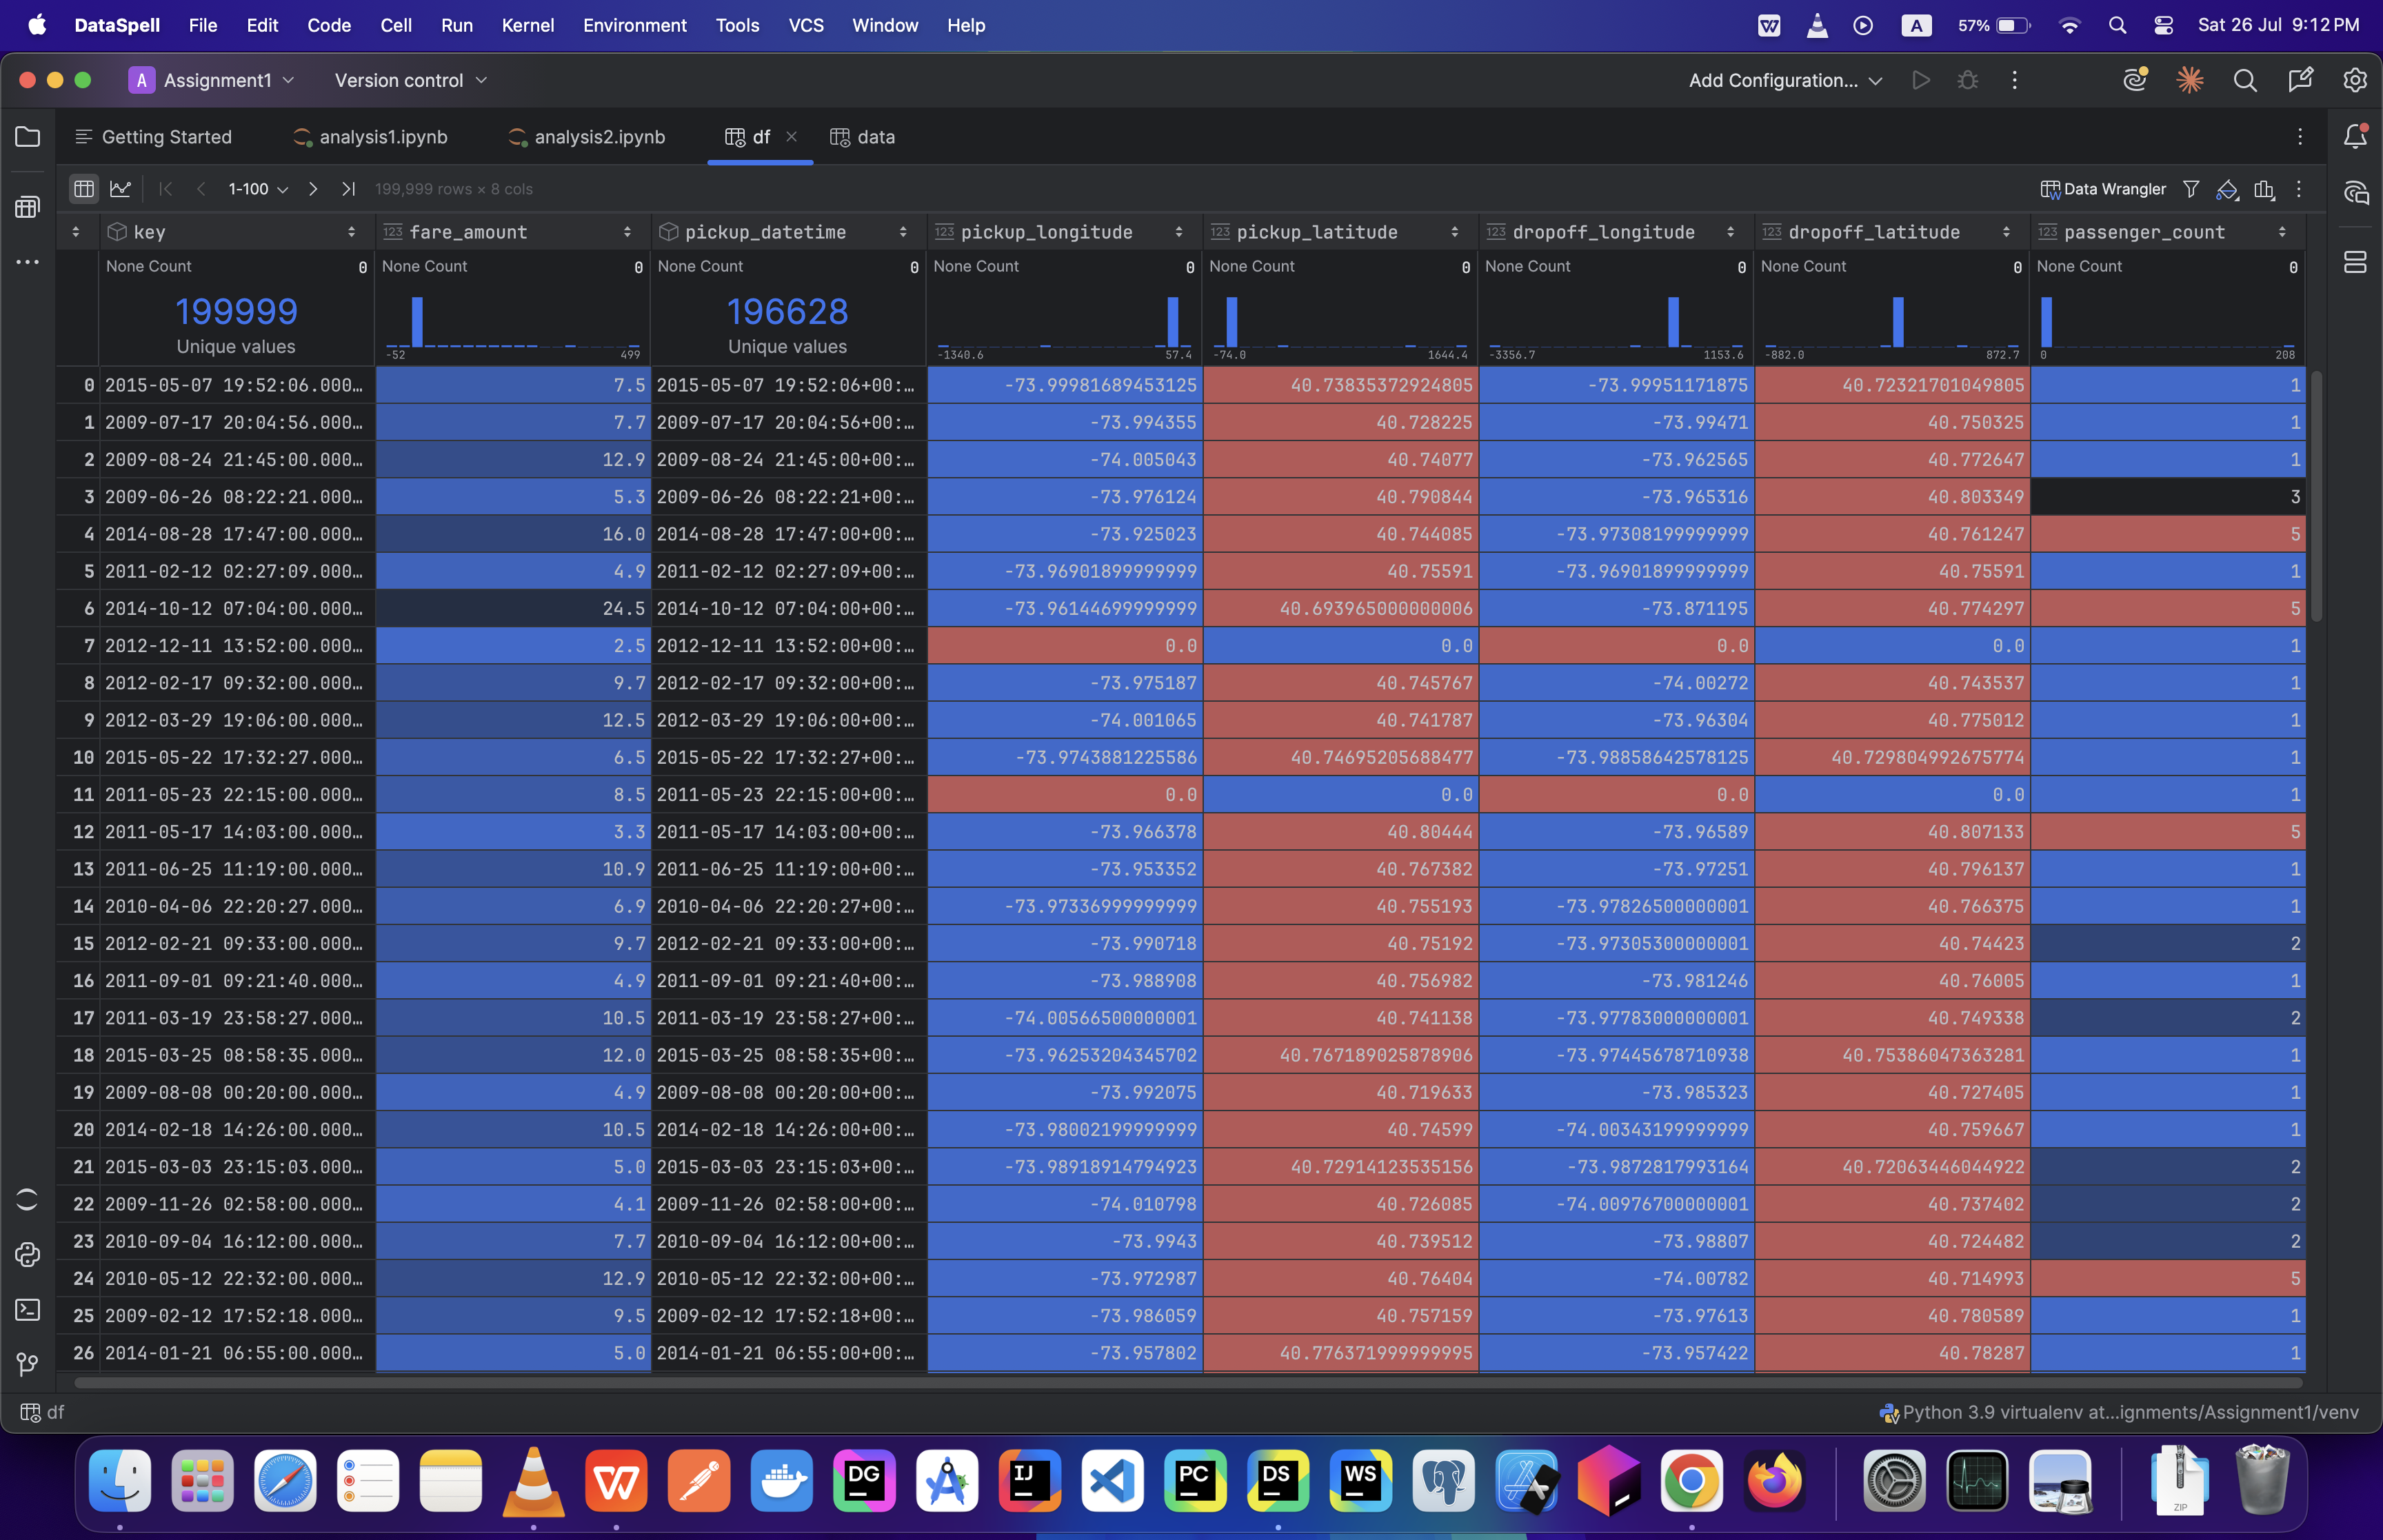 DataSpell File Edit Code Cell Run Kernel Environment Tools VCS Window Help A 57% Sat 26 Jul 9:12 PM
A Assignment1 Version control Add Configuration...
Getting Started analysis1.ipynb analysis2.ipynb df data
1-100 199,999 rows × 8 cols Data Wrangler
key 123 fare_amount pickup_datetime 123 pickup_longitude 123 pickup_latitude 123 dropoff_longitude 123 dropoff_latitude 123 passenger_count
None Count 0 None Count 0 None Count 0 None Count 0 None Count 0 None Count 0 None Count 0 None Count 0
199999 196628
Unique values Unique values
-52 499 -1340.6 57.4 -74.0 1644.4 -3356.7 1153.6 -882.0 872.7 0 208
0 2015-05-07 19:52:06.000… 7.5 2015-05-07 19:52:06+00:… -73.99981689453125 40.73835372924805 -73.99951171875 40.72321701049805 1
1 2009-07-17 20:04:56.000… 7.7 2009-07-17 20:04:56+00:… -73.994355 40.728225 -73.99471 40.750325 1
2 2009-08-24 21:45:00.000… 12.9 2009-08-24 21:45:00+00:… -74.005043 40.74077 -73.962565 40.772647 1
3 2009-06-26 08:22:21.000… 5.3 2009-06-26 08:22:21+00:… -73.976124 40.790844 -73.965316 40.803349 3
4 2014-08-28 17:47:00.000… 16.0 2014-08-28 17:47:00+00:… -73.925023 40.744085 -73.97308199999999 40.761247 5
5 2011-02-12 02:27:09.000… 4.9 2011-02-12 02:27:09+00:… -73.96901899999999 40.75591 -73.96901899999999 40.75591 1
6 2014-10-12 07:04:00.000… 24.5 2014-10-12 07:04:00+00:… -73.96144699999999 40.693965000000006 -73.871195 40.774297 5
7 2012-12-11 13:52:00.000… 2.5 2012-12-11 13:52:00+00:… 0.0 0.0 0.0 0.0 1
8 2012-02-17 09:32:00.000… 9.7 2012-02-17 09:32:00+00:… -73.975187 40.745767 -74.00272 40.743537 1
9 2012-03-29 19:06:00.000… 12.5 2012-03-29 19:06:00+00:… -74.001065 40.741787 -73.96304 40.775012 1
10 2015-05-22 17:32:27.000… 6.5 2015-05-22 17:32:27+00:… -73.9743881225586 40.74695205688477 -73.98858642578125 40.729804992675774 1
11 2011-05-23 22:15:00.000… 8.5 2011-05-23 22:15:00+00:… 0.0 0.0 0.0 0.0 1
12 2011-05-17 14:03:00.000… 3.3 2011-05-17 14:03:00+00:… -73.966378 40.80444 -73.96589 40.807133 5
13 2011-06-25 11:19:00.000… 10.9 2011-06-25 11:19:00+00:… -73.953352 40.767382 -73.97251 40.796137 1
14 2010-04-06 22:20:27.000… 6.9 2010-04-06 22:20:27+00:… -73.97336999999999 40.755193 -73.97826500000001 40.766375 1
15 2012-02-21 09:33:00.000… 9.7 2012-02-21 09:33:00+00:… -73.990718 40.75192 -73.97305300000001 40.74423 2
16 2011-09-01 09:21:40.000… 4.9 2011-09-01 09:21:40+00:… -73.988908 40.756982 -73.981246 40.76005 1
17 2011-03-19 23:58:27.000… 10.5 2011-03-19 23:58:27+00:… -74.00566500000001 40.741138 -73.97783000000001 40.749338 2
18 2015-03-25 08:58:35.000… 12.0 2015-03-25 08:58:35+00:… -73.96253204345702 40.767189025878906 -73.97445678710938 40.75386047363281 1
19 2009-08-08 00:20:00.000… 4.9 2009-08-08 00:20:00+00:… -73.992075 40.719633 -73.985323 40.727405 1
20 2014-02-18 14:26:00.000… 10.5 2014-02-18 14:26:00+00:… -73.98002199999999 40.74599 -74.00343199999999 40.759667 1
21 2015-03-03 23:15:03.000… 5.0 2015-03-03 23:15:03+00:… -73.98918914794923 40.72914123535156 -73.9872817993164 40.72063446044922 2
22 2009-11-26 02:58:00.000… 4.1 2009-11-26 02:58:00+00:… -74.010798 40.726085 -74.00976700000001 40.737402 2
23 2010-09-04 16:12:00.000… 7.7 2010-09-04 16:12:00+00:… -73.9943 40.739512 -73.98807 40.724482 2
24 2010-05-12 22:32:00.000… 12.9 2010-05-12 22:32:00+00:… -73.972987 40.76404 -74.00782 40.714993 5
25 2009-02-12 17:52:18.000… 9.5 2009-02-12 17:52:18+00:… -73.986059 40.757159 -73.97613 40.780589 1
26 2014-01-21 06:55:00.000… 5.0 2014-01-21 06:55:00+00:… -73.957802 40.776371999999995 -73.957422 40.78287 1
df Python 3.9 virtualenv at...ignments/Assignment1/venv
DG IJ PC DS WS ZIP